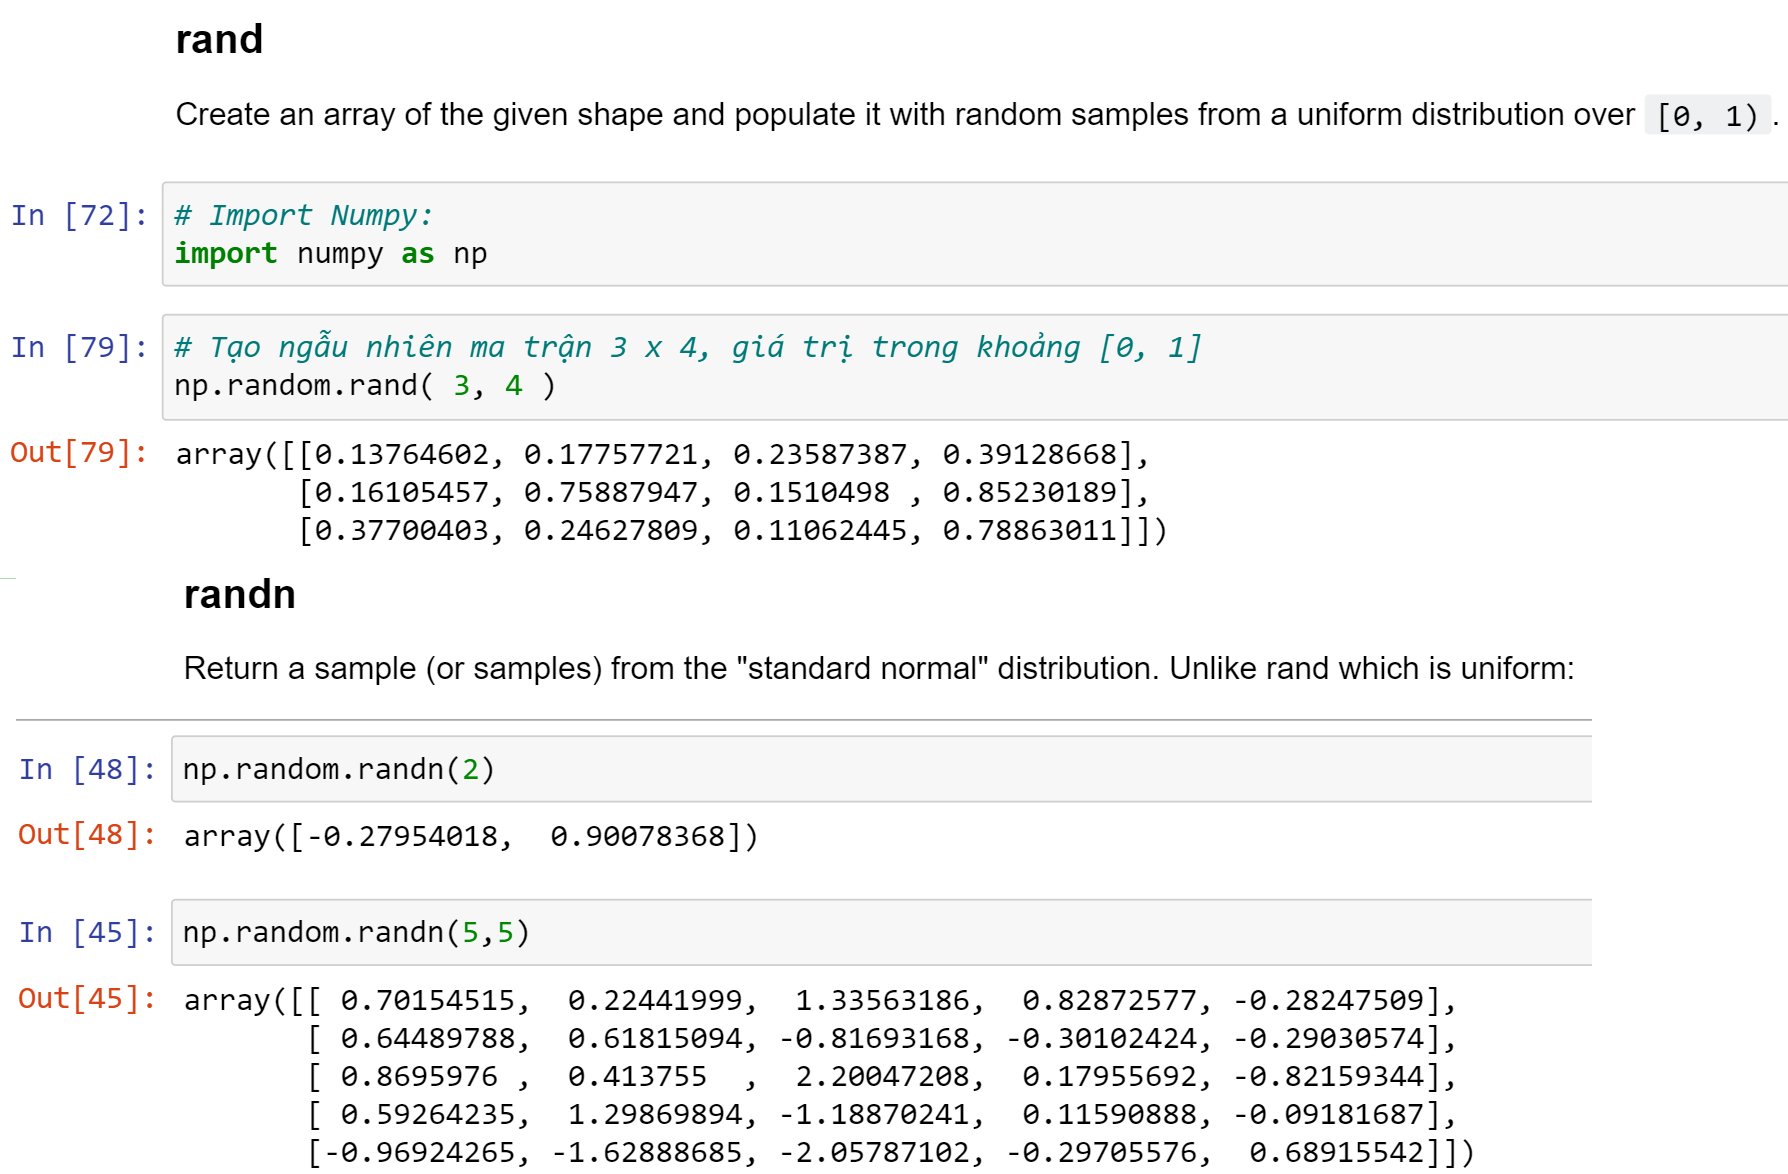 rand
Create an array of the given shape and populate it with random samples from a uniform distribution over [0, 1) .
In [72]: # Import Numpy:
import numpy as np
In [79]: # Tạo ngẫu nhiên ma trận 3 x 4, giá trị trong khoảng [0, 1]
np.random.rand( 3, 4 )
Out[79]: array([[0.13764602, 0.17757721, 0.23587387, 0.39128668],
[0.16105457, 0.75887947, 0.1510498 , 0.85230189],
[0.37700403, 0.24627809, 0.11062445, 0.78863011]])
randn
Return a sample (or samples) from the "standard normal" distribution. Unlike rand which is uniform:
In [48]: np.random.randn(2)
Out[48]: array([-0.27954018,  0.90078368])
In [45]: np.random.randn(5,5)
Out[45]: array([[ 0.70154515,  0.22441999,  1.33563186,  0.82872577, -0.28247509],
[ 0.64489788,  0.61815094, -0.81693168, -0.30102424, -0.29030574],
[ 0.8695976 ,  0.413755  ,  2.20047208,  0.17955692, -0.82159344],
[ 0.59264235,  1.29869894, -1.18870241,  0.11590888, -0.09181687],
[-0.96924265, -1.62888685, -2.05787102, -0.29705576,  0.68915542]])